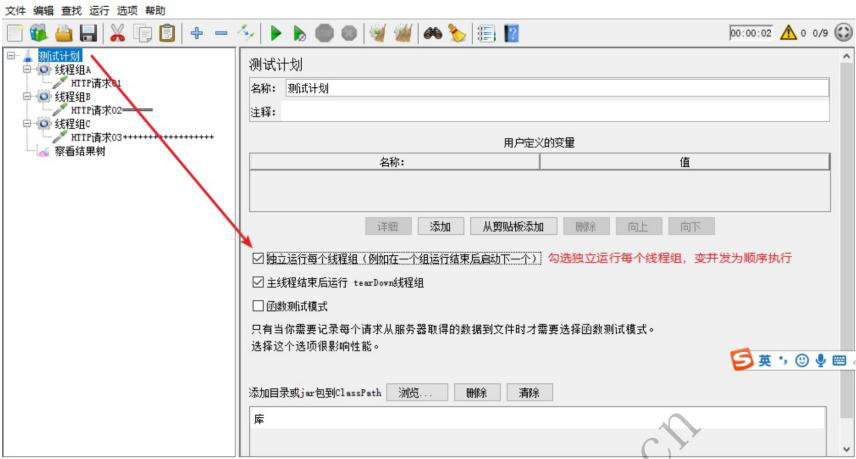 文件 编辑 查找 运行 选项 帮助
00:00:02 0 0/9
测试计划
线程组A
HTTP请求01
线程组B
HTTP请求02
线程组C
HTTP请求03++++++++++++++++++
察看结果树
测试计划
名称: 测试计划
注释:
用户定义的变量
名称: 值
详细 添加 从剪贴板添加 删除 向上 向下
独立运行每个线程组(例如在一个组运行结束后启动下一个) 勾选独立运行每个线程组,变并发为顺序执行
主线程结束后运行 tearDown线程组
函数测试模式
只有当你需要记录每个请求从服务器取得的数据到文件时才需要选择函数测试模式。
选择这个选项很影响性能。
英
添加目录或jar包到ClassPath 浏览... 删除 清除
库
cn